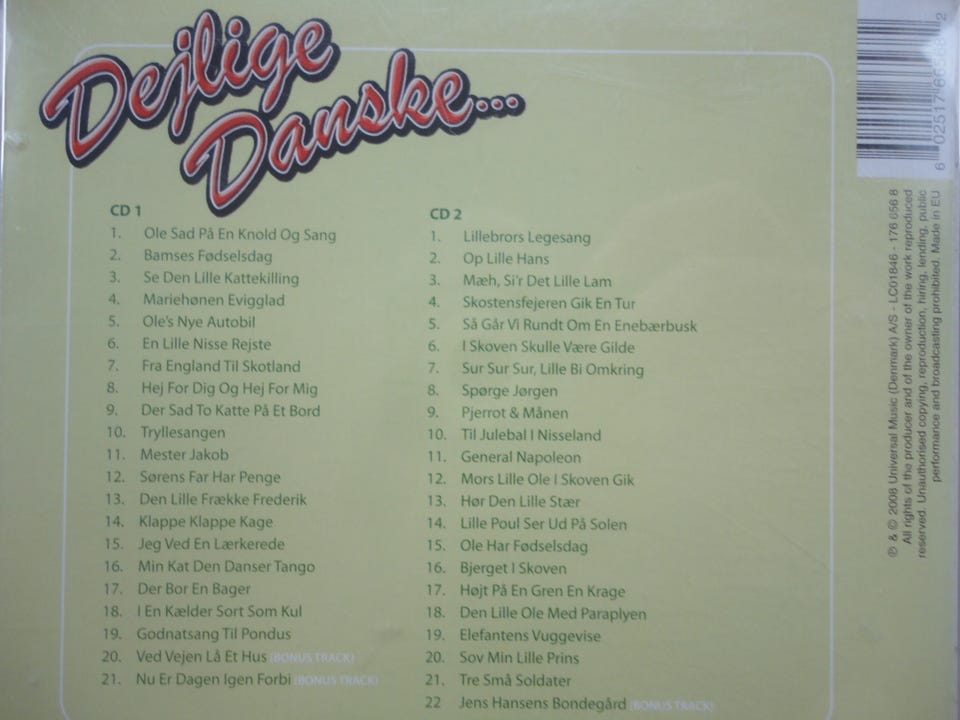 Dejlige
Danske...
CD 1
1. Ole Sad På En Knold Og Sang
2. Bamses Fødselsdag
3. Se Den Lille Kattekilling
4. Mariehønen Evigglad
5. Ole's Nye Autobil
6. En Lille Nisse Rejste
7. Fra England Til Skotland
8. Hej For Dig Og Hej For Mig
9. Der Sad To Katte På Et Bord
10. Tryllesangen
11. Mester Jakob
12. Sørens Far Har Penge
13. Den Lille Frække Frederik
14. Klappe Klappe Kage
15. Jeg Ved En Lærkerede
16. Min Kat Den Danser Tango
17. Der Bor En Bager
18. I En Kælder Sort Som Kul
19. Godnatsang Til Pondus
20. Ved Vejen Lå Et Hus (BONUS TRACK)
21. Nu Er Dagen Igen Forbi (BONUS TRACK)
CD 2
1. Lillebrors Legesang
2. Op Lille Hans
3. Mæh, Si'r Det Lille Lam
4. Skostensfejeren Gik En Tur
5. Så Går Vi Rundt Om En Enebærbusk
6. I Skoven Skulle Være Gilde
7. Sur Sur Sur, Lille Bi Omkring
8. Spørge Jørgen
9. Pjerrot & Månen
10. Til Julebal I Nisseland
11. General Napoleon
12. Mors Lille Ole I Skoven Gik
13. Hør Den Lille Stær
14. Lille Poul Ser Ud På Solen
15. Ole Har Fødselsdag
16. Bjerget I Skoven
17. Højt På En Gren En Krage
18. Den Lille Ole Med Paraplyen
19. Elefantens Vuggevise
20. Sov Min Lille Prins
21. Tre Små Soldater
22 Jens Hansens Bondegård (BONUS TRACK)
6 02517 66568 2
℗ & © 2008 Universal Music (Denmark) A/S - LC01846 - 176 656 8
All rights of the producer and of the owner of the work reproduced
reserved. Unauthorised copying, reproduction, hiring, lending, public
performance and broadcasting prohibited. Made in EU